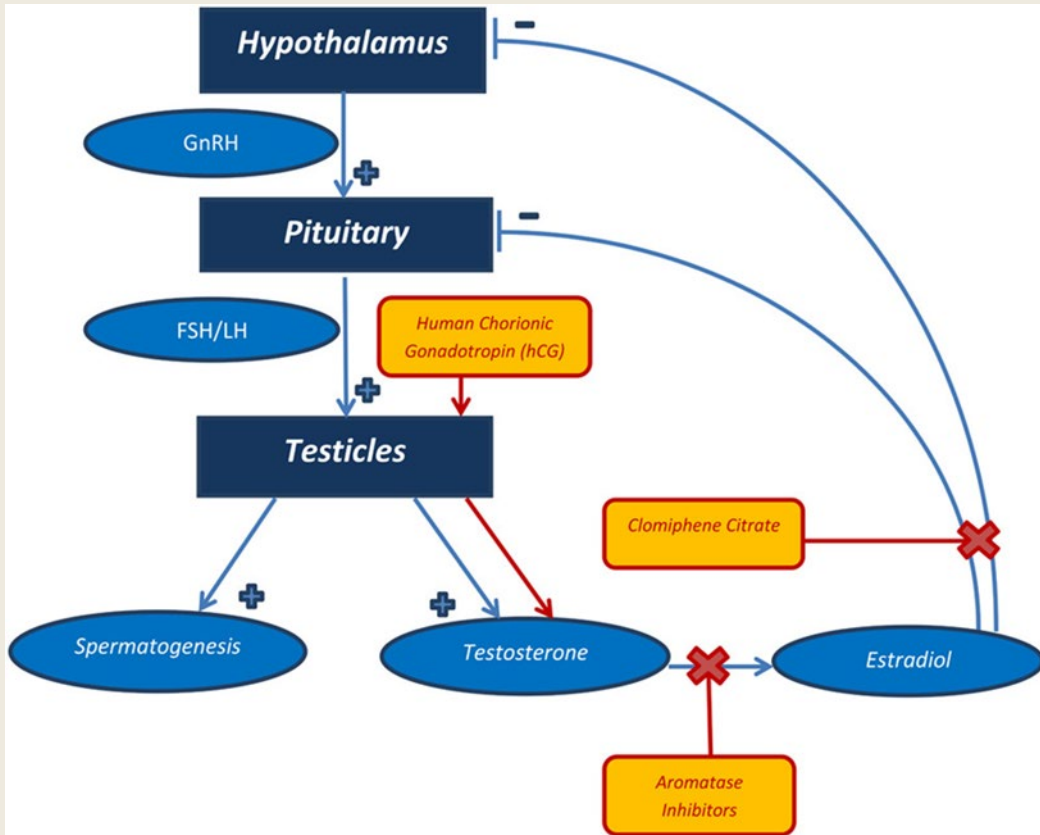 Hypothalamus
GnRH
Pituitary
FSH/LH
Human Chorionic
Gonadotropin (hCG)
Testicles
Clomiphene Citrate
Spermatogenesis
Testosterone
Estradiol
Aromatase
Inhibitors